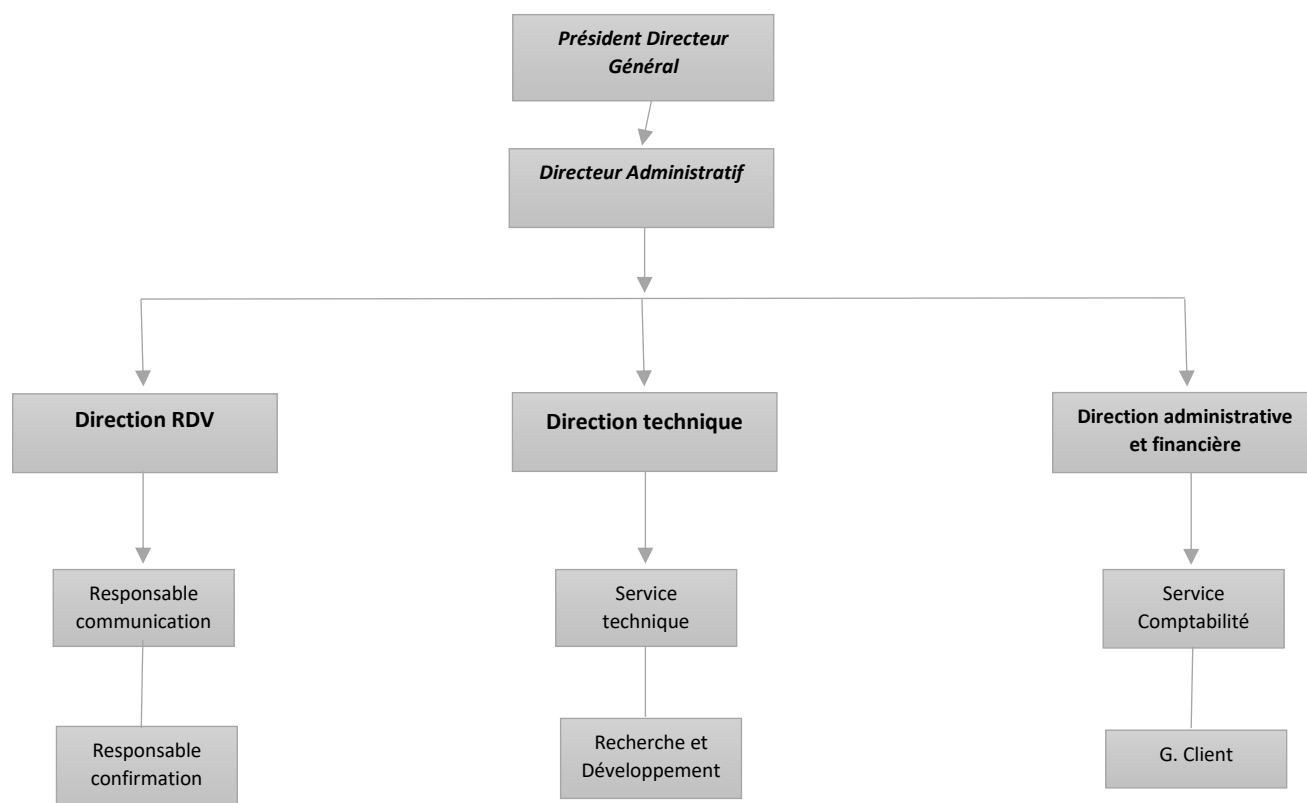 Président Directeur
Général
Directeur Administratif
Direction RDV
Direction technique
Direction administrative
et financière
Responsable
communication
Service
technique
Service
Comptabilité
Responsable
confirmation
Recherche et
Développement
G. Client